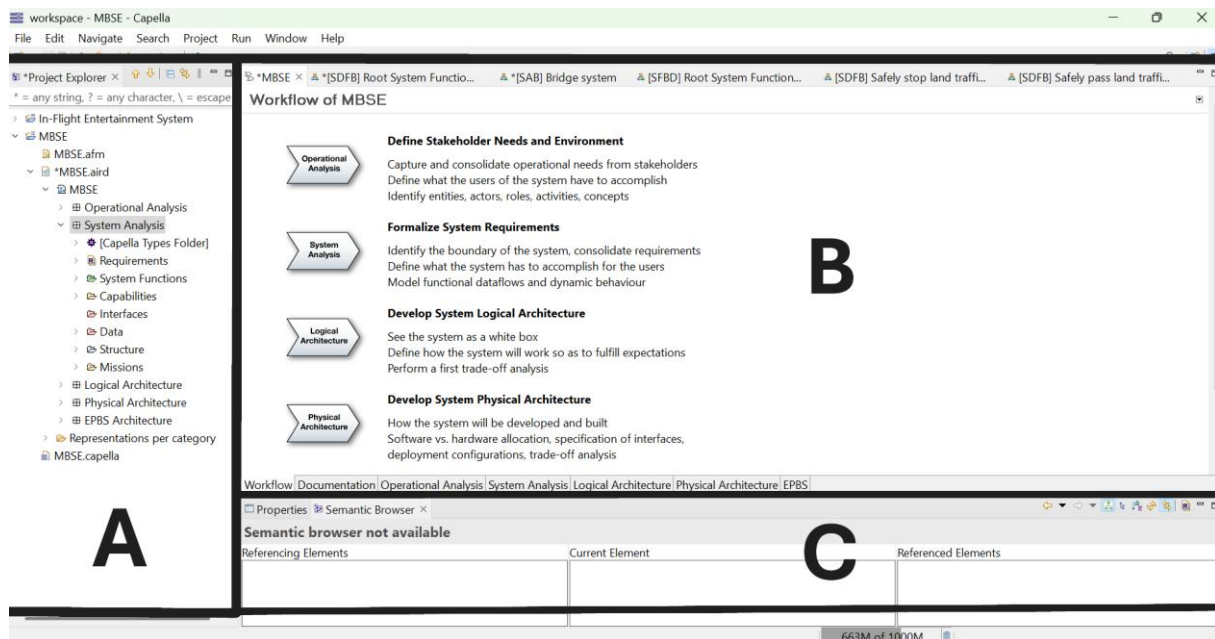 workspace - MBSE - Capella
File Edit Navigate Search Project Run Window Help
*Project Explorer
* = any string, ? = any character, \ = escape
In-Flight Entertainment System
MBSE
MBSE.afm
*MBSE.aird
MBSE
Operational Analysis
System Analysis
[Capella Types Folder]
Requirements
System Functions
Capabilities
Interfaces
Data
Structure
Missions
Logical Architecture
Physical Architecture
EPBS Architecture
Representations per category
MBSE.capella
A
*MBSE *[SDFB] Root System Functio... *[SAB] Bridge system [SFBD] Root System Function... [SDFB] Safely stop land traffi... [SDFB] Safely pass land traffi...
Workflow of MBSE
Operational
Analysis
Define Stakeholder Needs and Environment
Capture and consolidate operational needs from stakeholders
Define what the users of the system have to accomplish
Identify entities, actors, roles, activities, concepts
System
Analysis
Formalize System Requirements
Identify the boundary of the system, consolidate requirements
Define what the system has to accomplish for the users
Model functional dataflows and dynamic behaviour
B
Logical
Architecture
Develop System Logical Architecture
See the system as a white box
Define how the system will work so as to fulfill expectations
Perform a first trade-off analysis
Physical
Architecture
Develop System Physical Architecture
How the system will be developed and built
Software vs. hardware allocation, specification of interfaces,
deployment configurations, trade-off analysis
Workflow Documentation Operational Analysis System Analysis Logical Architecture Physical Architecture EPBS
Properties Semantic Browser
Semantic browser not available
Referencing Elements Current Element Referenced Elements
C
663M of 1000M